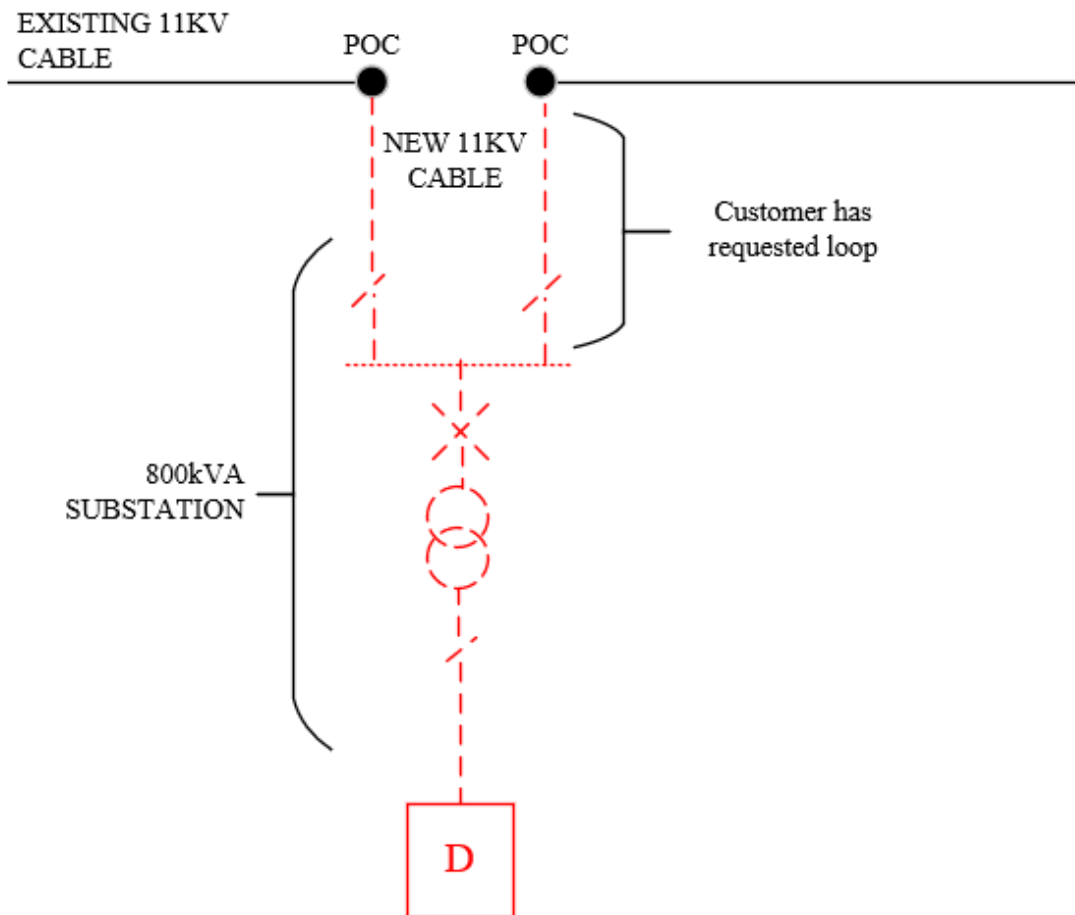 EXISTING 11KV
CABLE
POC
POC
NEW 11KV
CABLE
Customer has
requested loop
800kVA
SUBSTATION
D